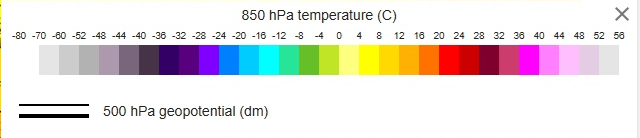 850 hPa temperature (C)
-80 -70 -60 -52 -48 -44 -40 -36 -32 -28 -24 -20 -16 -12 -8 -4 0 4 8 12 16 20 24 28 32 36 40 44 48 52 56
500 hPa geopotential (dm)